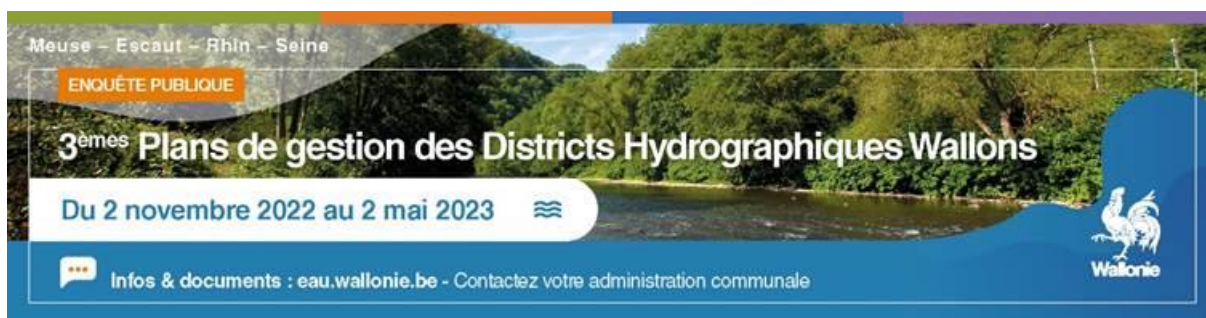 Meuse – Escaut – Rhin – Seine
ENQUÊTE PUBLIQUE
3èmes Plans de gestion des Districts Hydrographiques Wallons
Du 2 novembre 2022 au 2 mai 2023
Infos & documents : eau.wallonie.be - Contactez votre administration communale
Wallonie